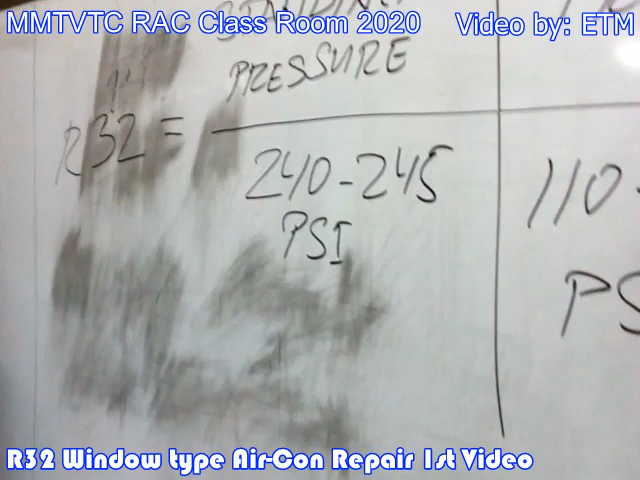 MMTVTC RAC Class Room 2020 Video by: ETM
STANDING
PRESSURE
R32 =
240-245
PSI
110-
PS
R32 Window type Air-Con Repair 1st Video